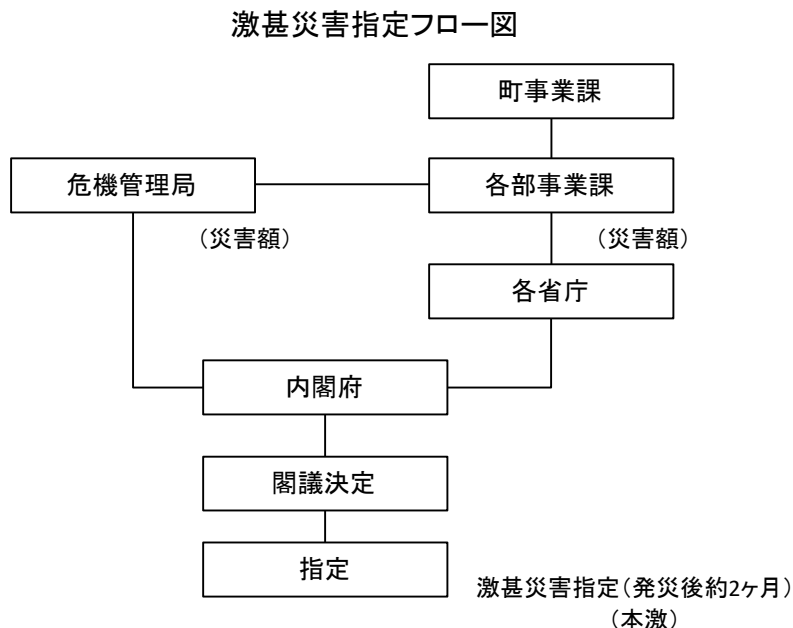 激甚災害指定フロー図
町事業課
危機管理局
各部事業課
（災害額）
（災害額）
各省庁
内閣府
閣議決定
指定
激甚災害指定（発災後約2ヶ月）
（本激）